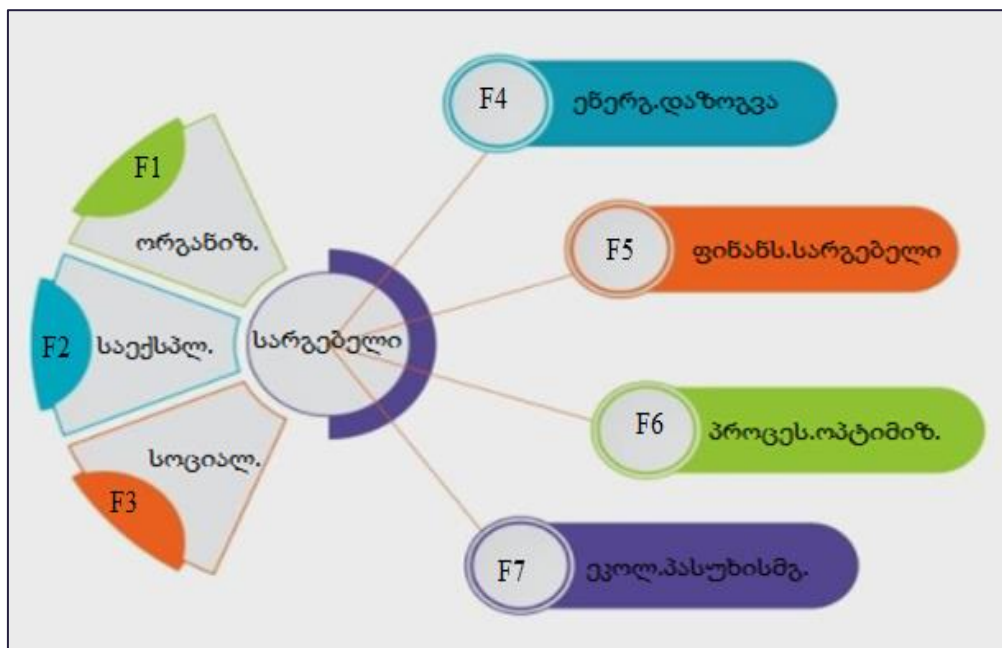 F1
ორგანიზ.
F2
საექსპლ.
F3
სოციალ.
სარგებელი
F4
ენერგ.დაზოგვა
F5
ფინანს.სარგებელი
F6
პროცეს.ოპტიმიზ.
F7
ეკოლ.პასუხისმგ.